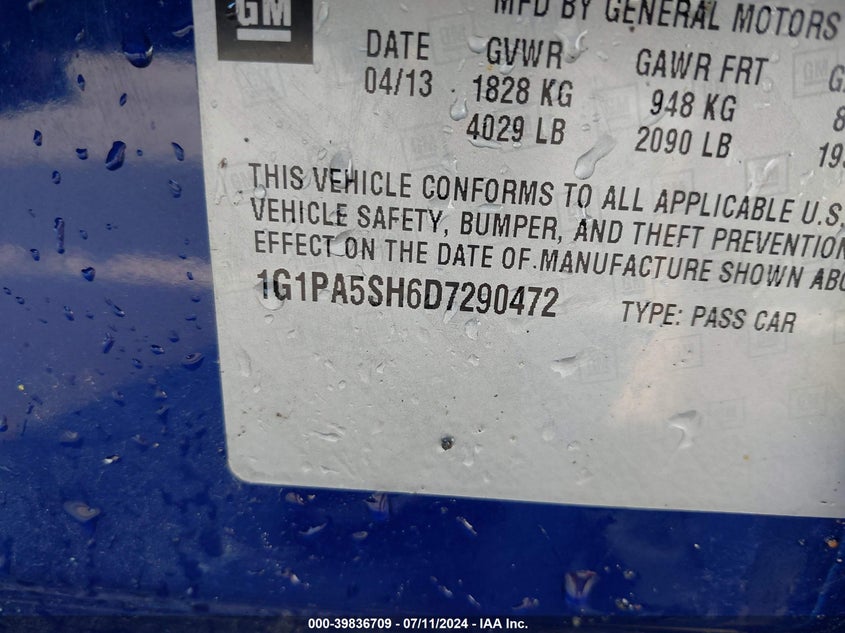 GM
MFD BY GENERAL MOTORS
DATE GVWR GAWR FRT
04/13 1828 KG 948 KG
4029 LB 2090 LB
THIS VEHICLE CONFORMS TO ALL APPLICABLE U.S.
VEHICLE SAFETY, BUMPER, AND THEFT PREVENTION
EFFECT ON THE DATE OF MANUFACTURE SHOWN
1G1PA5SH6D7290472 TYPE: PASS CAR
000-39836709 - 07/11/2024 - IAA Inc.